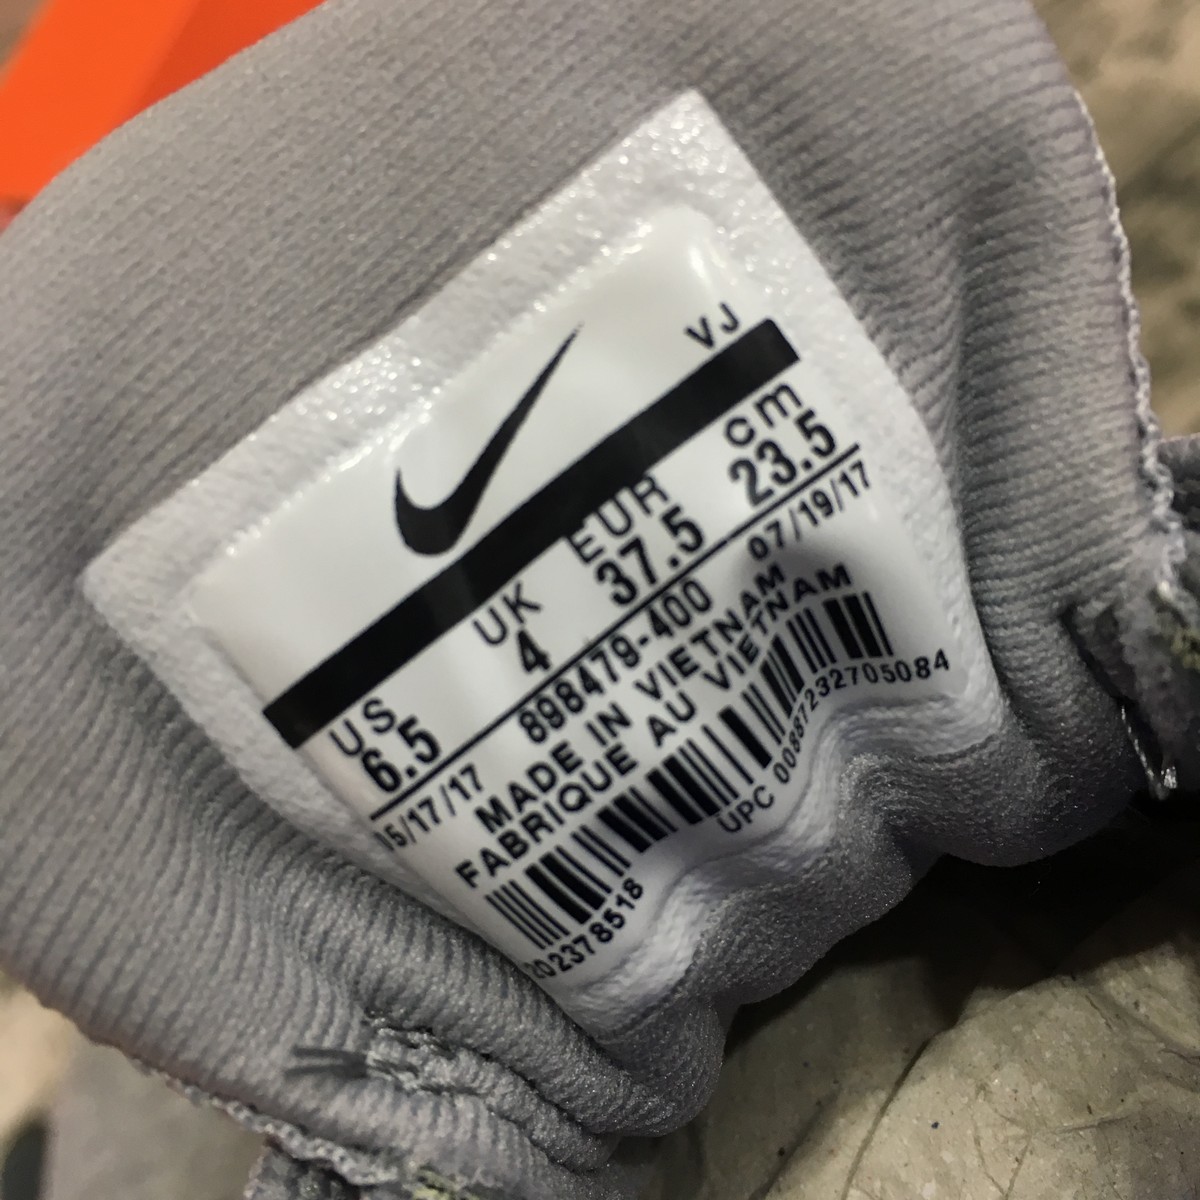 VJ
US UK EUR cm
6.5 4 37.5 23.5
15/17/17 898479-400 07/19/17
MADE IN VIETNAM
FABRIQUE AU VIETNAM
202378518 UPC 00887232705084